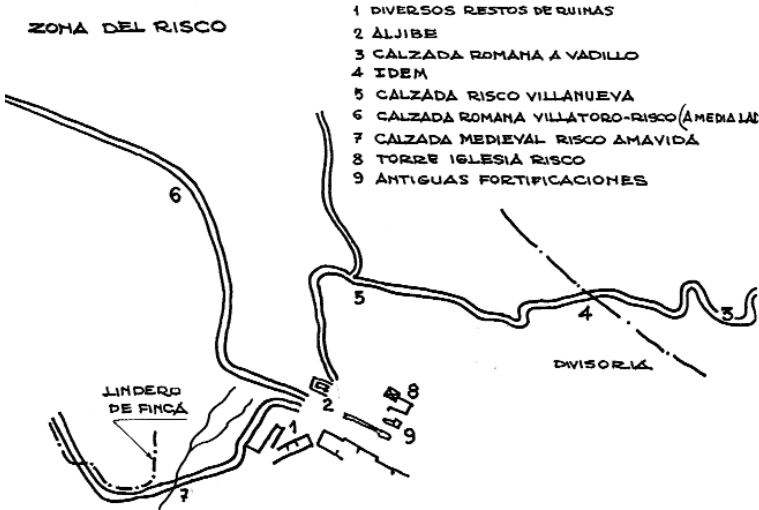 ZONA DEL RISCO
1 DIVERSOS RESTOS DE RUINAS
2 ALJIBE
3 CALZADA ROMANA A VADILLO
4 IDEM
5 CALZADA RISCO VILLANUEVA
6 CALZADA ROMANA VILLATORO-RISCO (A MEDIA LAD
7 CALZADA MEDIEVAL RISCO AMAVIDA
8 TORRE IGLESIA RISCO
9 ANTIGUAS FORTIFICACIONES
6
5
4
3
DIVISORIA
LINDERO
DE FINCA
2
8
1
9
7